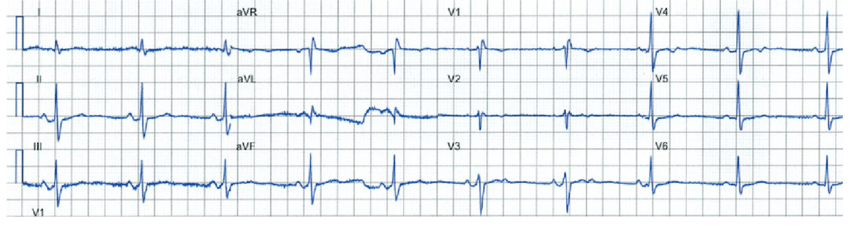 I aVR V1 V4
II aVL V2 V5
III aVF V3 V6
V1